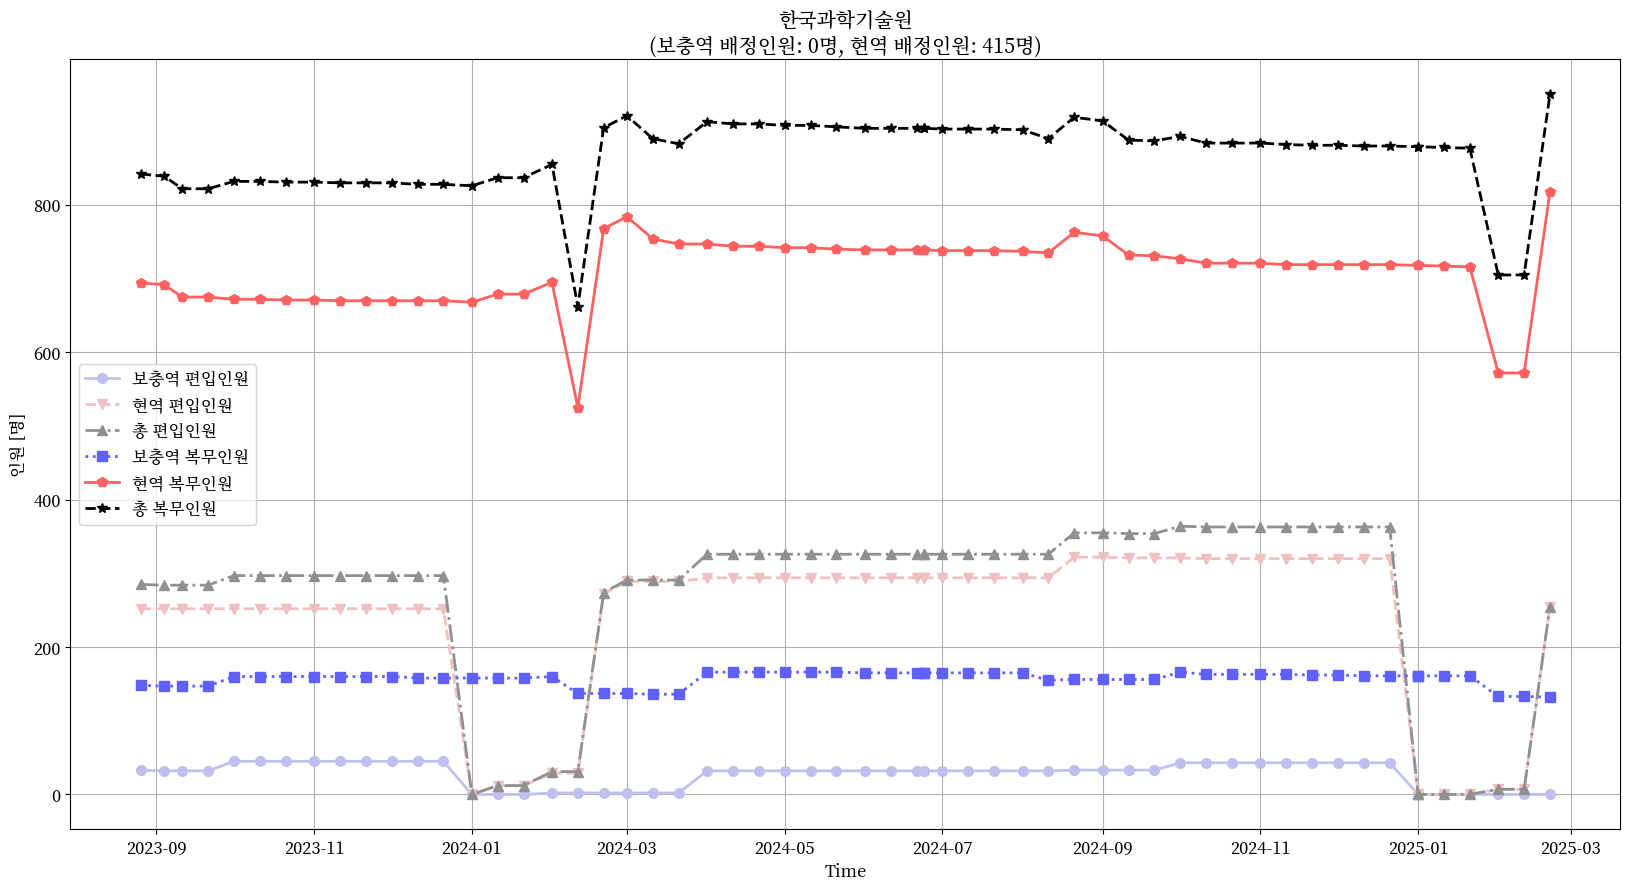 한국과학기술원
(보충역 배정인원: 0명, 현역 배정인원: 415명)
인원 [명]
800
600
400
200
0
보충역 편입인원
현역 편입인원
총 편입인원
보충역 복무인원
현역 복무인원
총 복무인원
2023-09
2023-11
2024-01
2024-03
2024-05
2024-07
2024-09
2024-11
2025-01
2025-03
Time